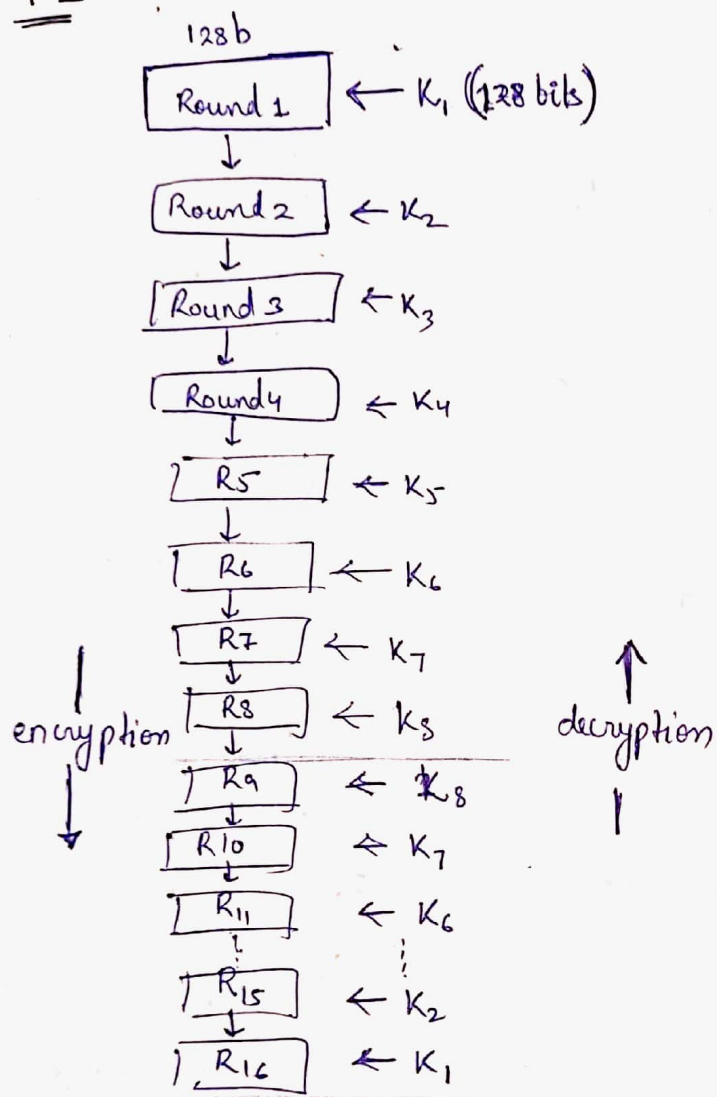 128b
Round 1 ← K₁ (128 bits)
Round 2 ← K₂
Round 3 ← K₃
Round4 ← K₄
R5 ← K₅
R6 ← K₆
R7 ← K₇
R8 ← K₈
encryption
decryption
R9 ← K₈
R10 ← K₇
R₁₁ ← K₆
R₁₅ ← K₂
R₁₆ ← K₁